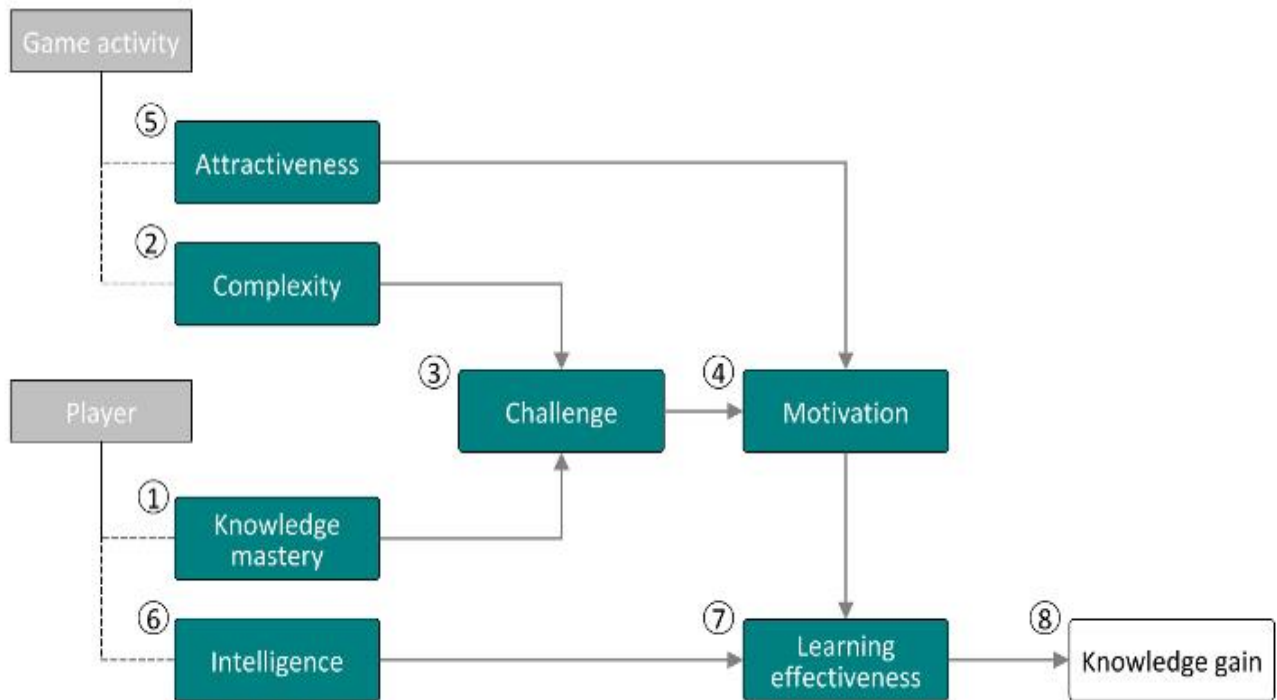 Game activity
⑤
Attractiveness
②
Complexity
③
Challenge
④
Motivation
Player
①
Knowledge
mastery
⑥
Intelligence
⑦
Learning
effectiveness
⑧
Knowledge gain